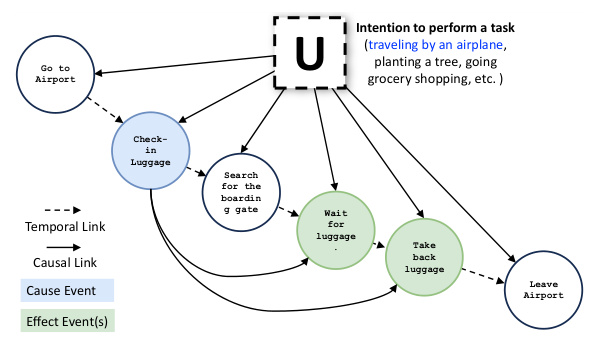 Go to
Airport
U
Intention to perform a task
(traveling by an airplane,
planting a tree, going
grocery shopping, etc. )
Check-
in
Luggage
Search
for the
boardin
g gate
Wait
for
luggage
.
Take
back
luggage
Leave
Airport
Temporal Link
Causal Link
Cause Event
Effect Event(s)